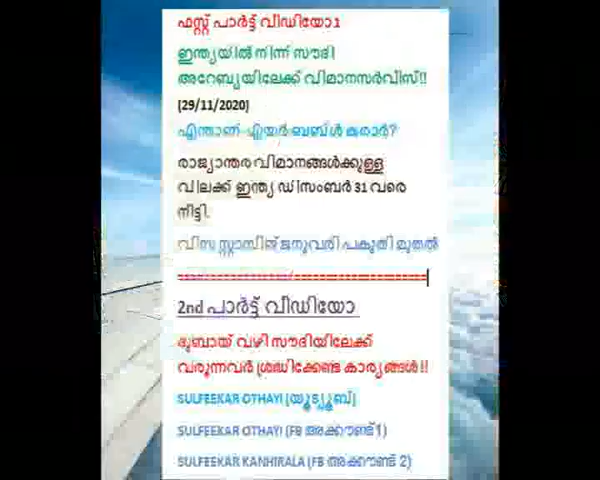 ഫസ്റ്റ് പാർട്ട് വീഡിയോ.1
ഇന്ത്യയിൽ നിന്ന് സൗദി
അറേബ്യയിലേക്ക് വിമാനസർവീസ്!!
(29/11/2020)
എന്താണ് എയർ ബബ്ൾ കരാർ?
രാജ്യാന്തര വിമാനങ്ങൾക്കുള്ള
വിലക്ക് ഇന്ത്യ ഡിസംബർ 31 വരെ
നീട്ടി.
വിസ സ്റ്റാമ്പിങ് ജനുവരി പകുതി മുതൽ
2nd പാർട്ട് വീഡിയോ
ദുബായ് വഴി സൗദിയിലേക്ക്
വരുന്നവർ ശ്രദ്ധിക്കേണ്ട കാര്യങ്ങൾ!!
SULFEEKAR OTHAYI (യൂട്യൂബ്)
SULFEEKAR OTHAYI (FB അക്കൗണ്ട് 1)
SULFEEKAR KANHIRALA (FB അക്കൗണ്ട് 2)